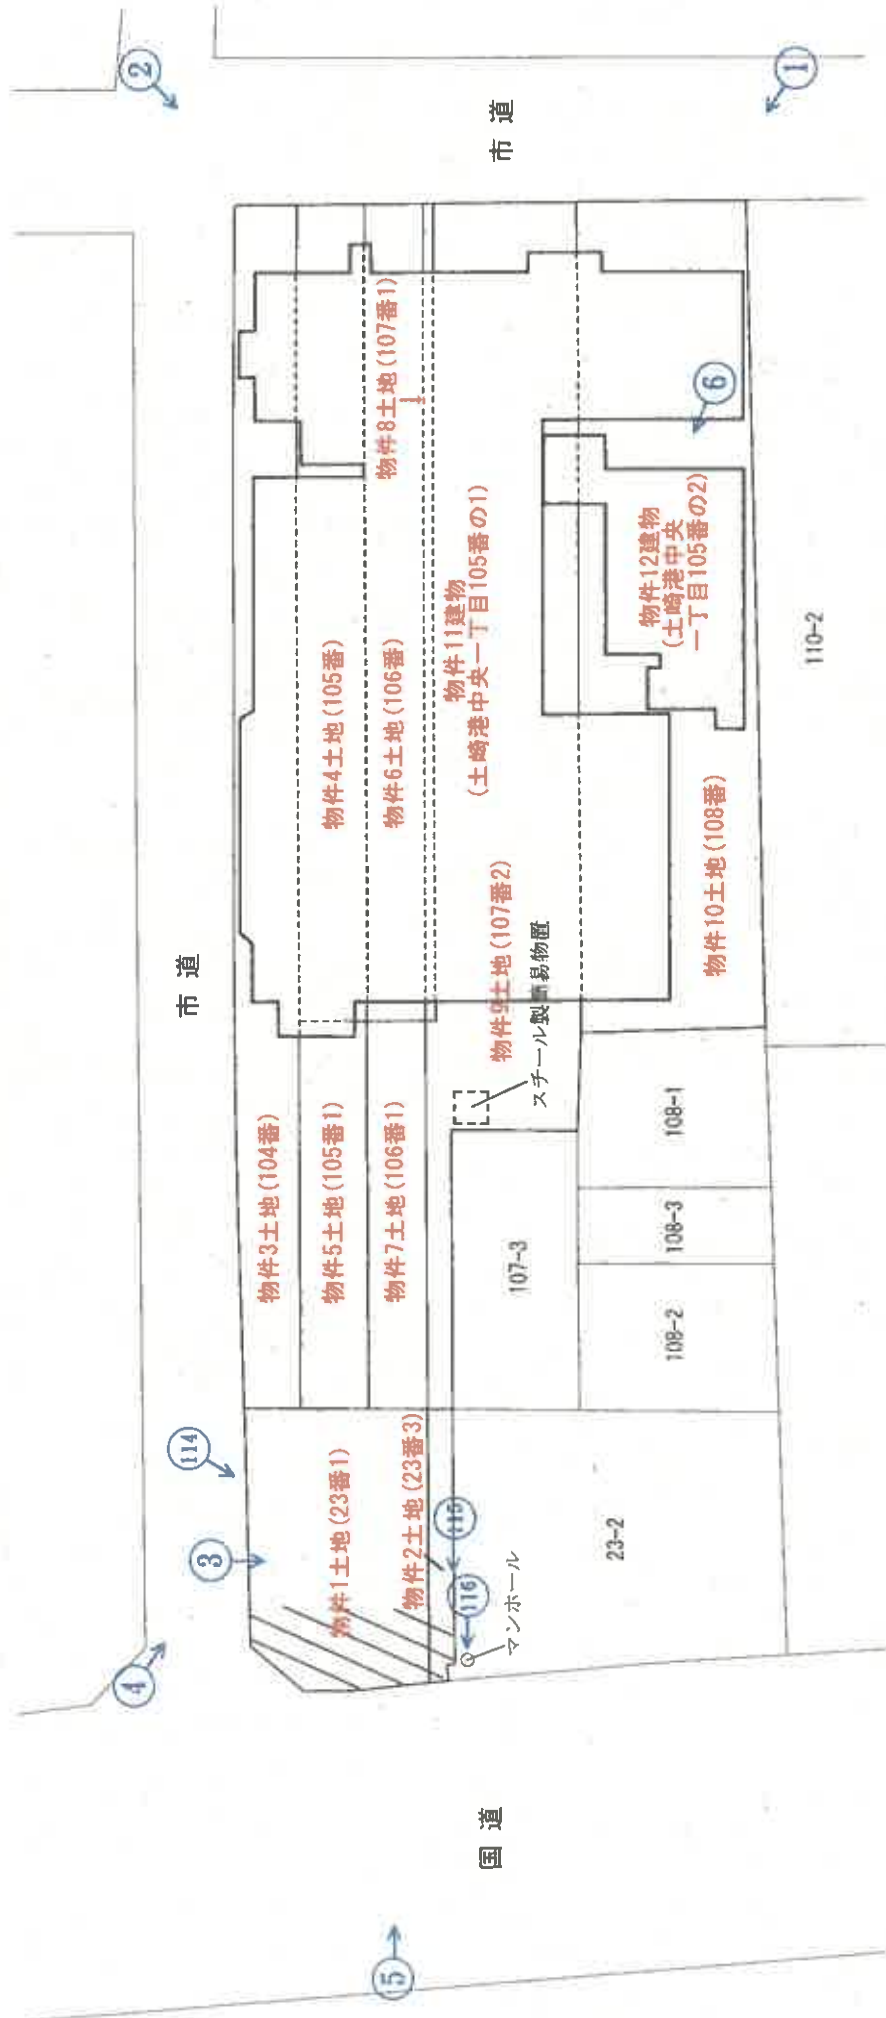 ②
①
市道
市道
国道
物件8土地(107番1)
物件4土地(105番)
物件6土地(106番)
物件11建物
(土崎港中央一丁目105番の1)
⑥
物件12建物
(土崎港中央
一丁目105番の2)
110-2
物件10土地(108番)
物件9土地(107番2)
スチール製簡易物置
物件3土地(104番)
物件5土地(105番1)
物件7土地(106番1)
107-3
108-1
108-3
108-2
114
③
④
物件1土地(23番1)
物件2土地(23番3)
115
116
マンホール
23-2